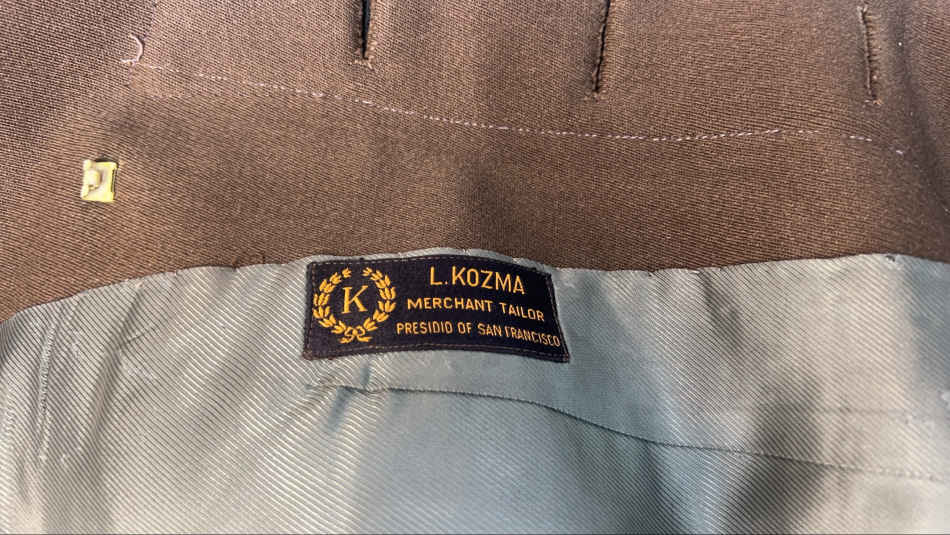 K
L.KOZMA
MERCHANT TAILOR
PRESIDIO OF SAN FRANCISCO